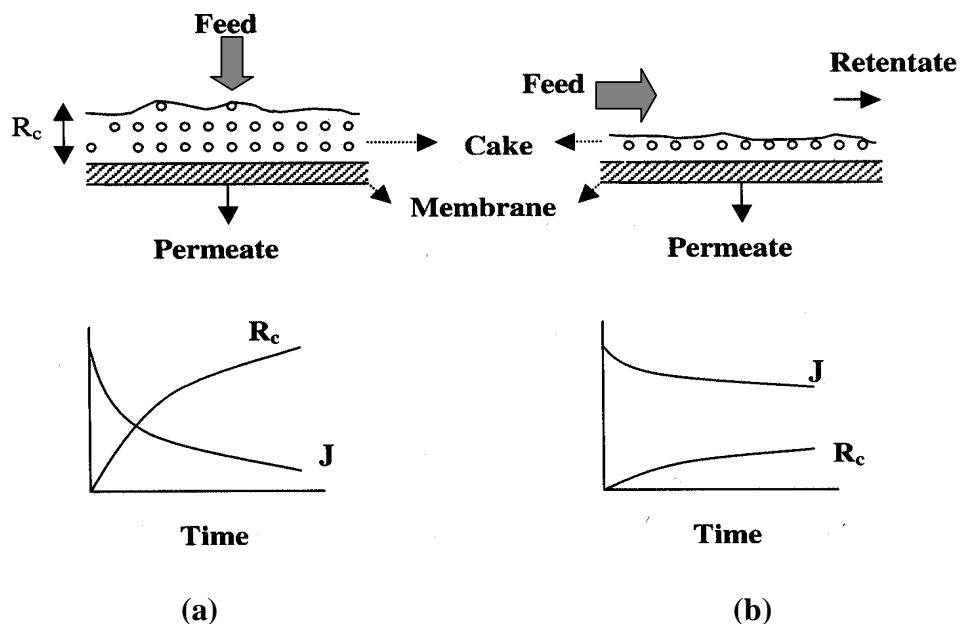 Feed
Feed
Retentate
Rc
Cake
Membrane
Permeate
Permeate
Rc
J
J
Rc
Time
Time
(a)
(b)